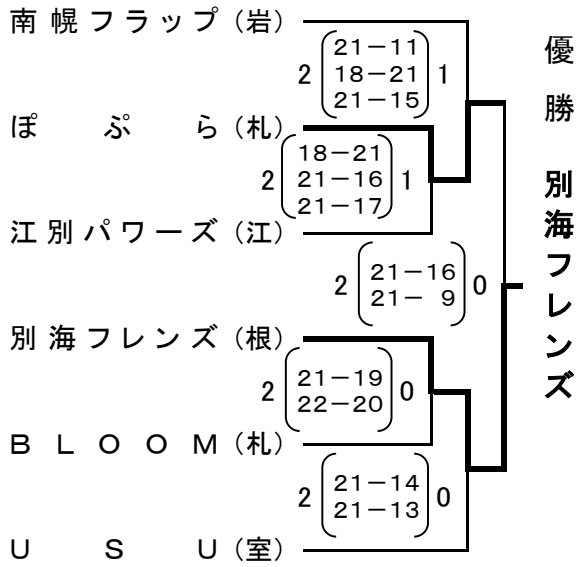 南幌フラップ（岩）
2 21－11 1
18－21
21－15
ぽぷら（札）
2 18－21 1
21－16
21－17
江別パワーズ（江）
2 21－16 0
21－ 9
別海フレンズ（根）
2 21－19 0
22－20
ＢＬＯＯＭ（札）
2 21－14 0
21－13
ＵＳＵ（室）
優勝 別海フレンズ